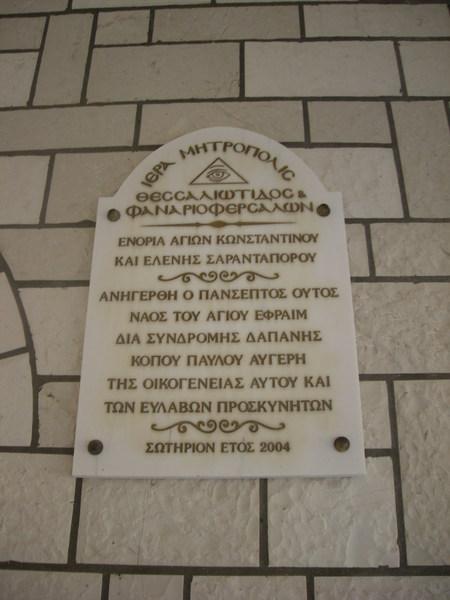 ΙΕΡΑ ΜΗΤΡΟΠΟΛΙΣ
ΘΕΣΣΑΛΙΩΤΙΔΟΣ &
ΦΑΝΑΡΙΟΦΕΡΣΑΛΩΝ
ΕΝΟΡΙΑ ΑΓΙΩΝ ΚΩΝΣΤΑΝΤΙΝΟΥ
ΚΑΙ ΕΛΕΝΗΣ ΣΑΡΑΝΤΑΠΟΡΟΥ
ΑΝΗΓΕΡΘΗ Ο ΠΑΝΣΕΠΤΟΣ ΟΥΤΟΣ
ΝΑΟΣ ΤΟΥ ΑΓΙΟΥ ΕΦΡΑΙΜ
ΔΙΑ ΣΥΝΔΡΟΜΗΣ ΔΑΠΑΝΗΣ
ΚΟΠΟΥ ΠΑΥΛΟΥ ΑΥΓΕΡΗ
ΤΗΣ ΟΙΚΟΓΕΝΕΙΑΣ ΑΥΤΟΥ ΚΑΙ
ΤΩΝ ΕΥΛΑΒΩΝ ΠΡΟΣΚΥΝΗΤΩΝ
ΣΩΤΗΡΙΟΝ ΕΤΟΣ 2004